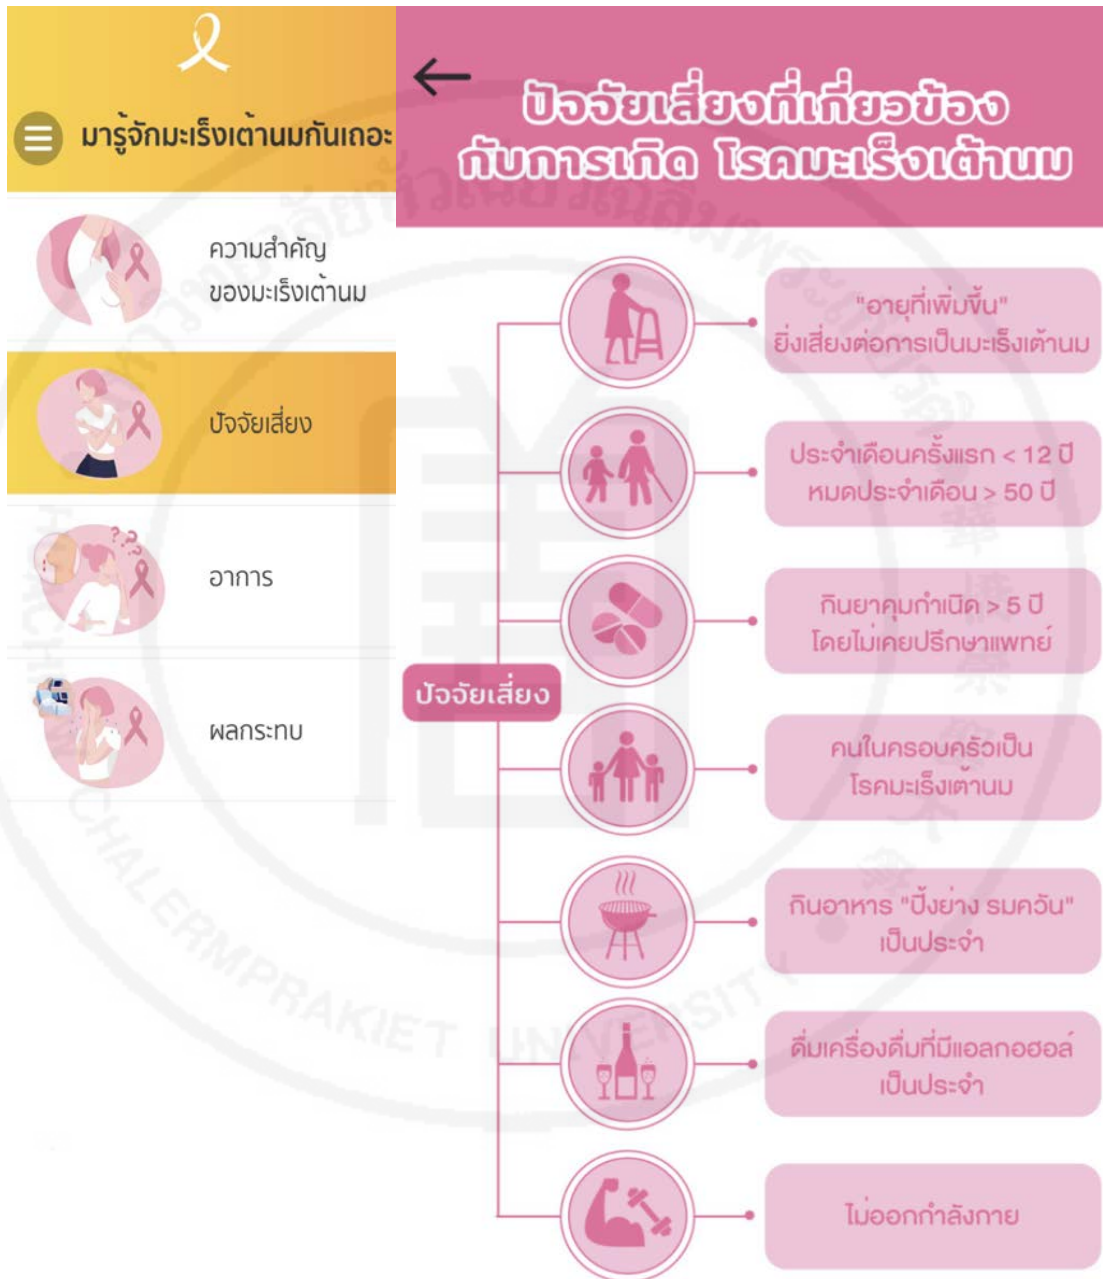 มารู้จักมะเร็งเต้านมกันเถอะ
ความสำคัญ
ของมะเร็งเต้านม
ปัจจัยเสี่ยง
อาการ
ผลกระทบ
ปัจจัยเสี่ยงที่เกี่ยวข้อง
กับการเกิด โรคมะเร็งเต้านม
ปัจจัยเสี่ยง
"อายุที่เพิ่มขึ้น"
ยิ่งเสี่ยงต่อการเป็นมะเร็งเต้านม
ประจำเดือนครั้งแรก < 12 ปี
หมดประจำเดือน > 50 ปี
กินยาคุมกำเนิด > 5 ปี
โดยไม่เคยปรึกษาแพทย์
คนในครอบครัวเป็น
โรคมะเร็งเต้านม
กินอาหาร "ปิ้งย่าง รมควัน"
เป็นประจำ
ดื่มเครื่องดื่มที่มีแอลกอฮอล์
เป็นประจำ
ไม่ออกกำลังกาย
CHALERMPRAKIET UNIVERSITY